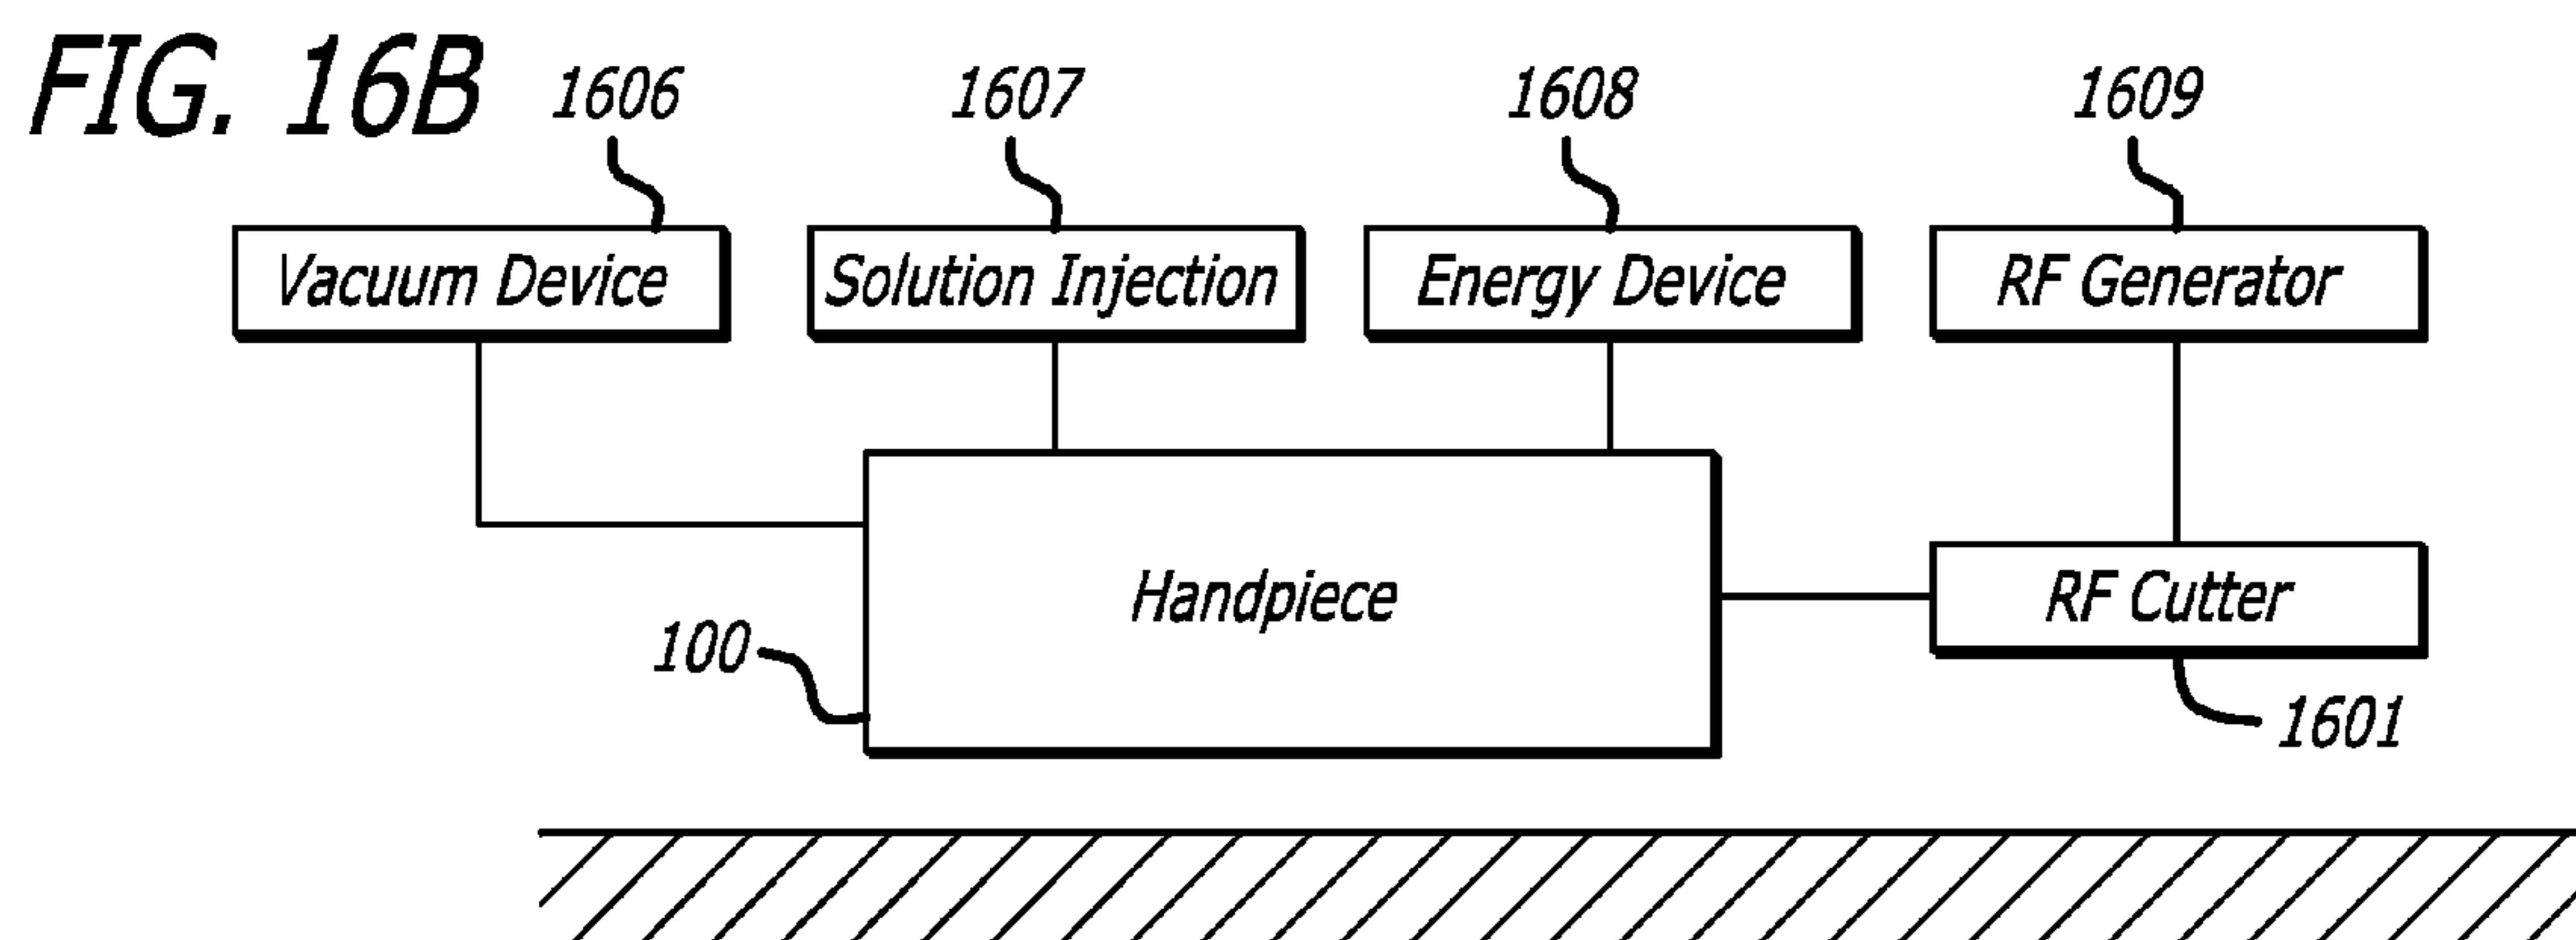 FIG. 16B
1606
1607
1608
1609
Vacuum Device
Solution Injection
Energy Device
RF Generator
Handpiece
RF Cutter
100
1601